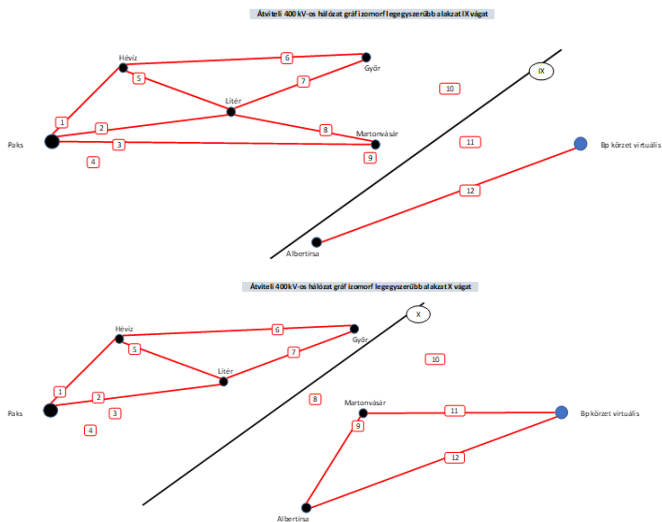 Átviteli 400 kV-os hálózat gráf izomorf legegyszűrűbb alakzat IX vágat
Hévíz
6
Győr
IX
5
7
10
Litér
1
2
8
Martonvásár
Paks
3
11
Bp körzet virtuális
4
9
12
Albertirsa
Átviteli 400 kV-os hálózat gráf izomorf legegyszűrűbb alakzat X vágat
X
Hévíz
6
Győr
5
7
10
Litér
1
2
8
Martonvásár
Paks
3
11
Bp körzet virtuális
4
9
12
Albertirsa